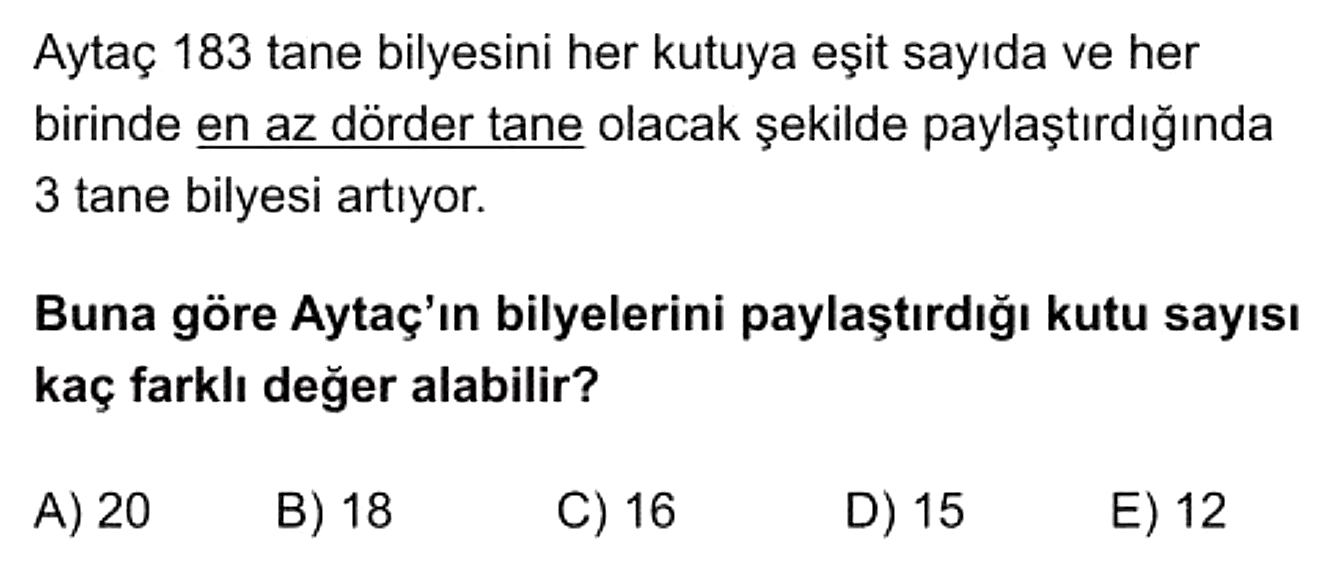 Aytaç 183 tane bilyesini her kutuya eşit sayıda ve her
birinde en az dörder tane olacak şekilde paylaştırdığında
3 tane bilyesi artıyor.
Buna göre Aytaç’ın bilyelerini paylaştırdığı kutu sayısı
kaç farklı değer alabilir?
A) 20 B) 18 C) 16 D) 15 E) 12